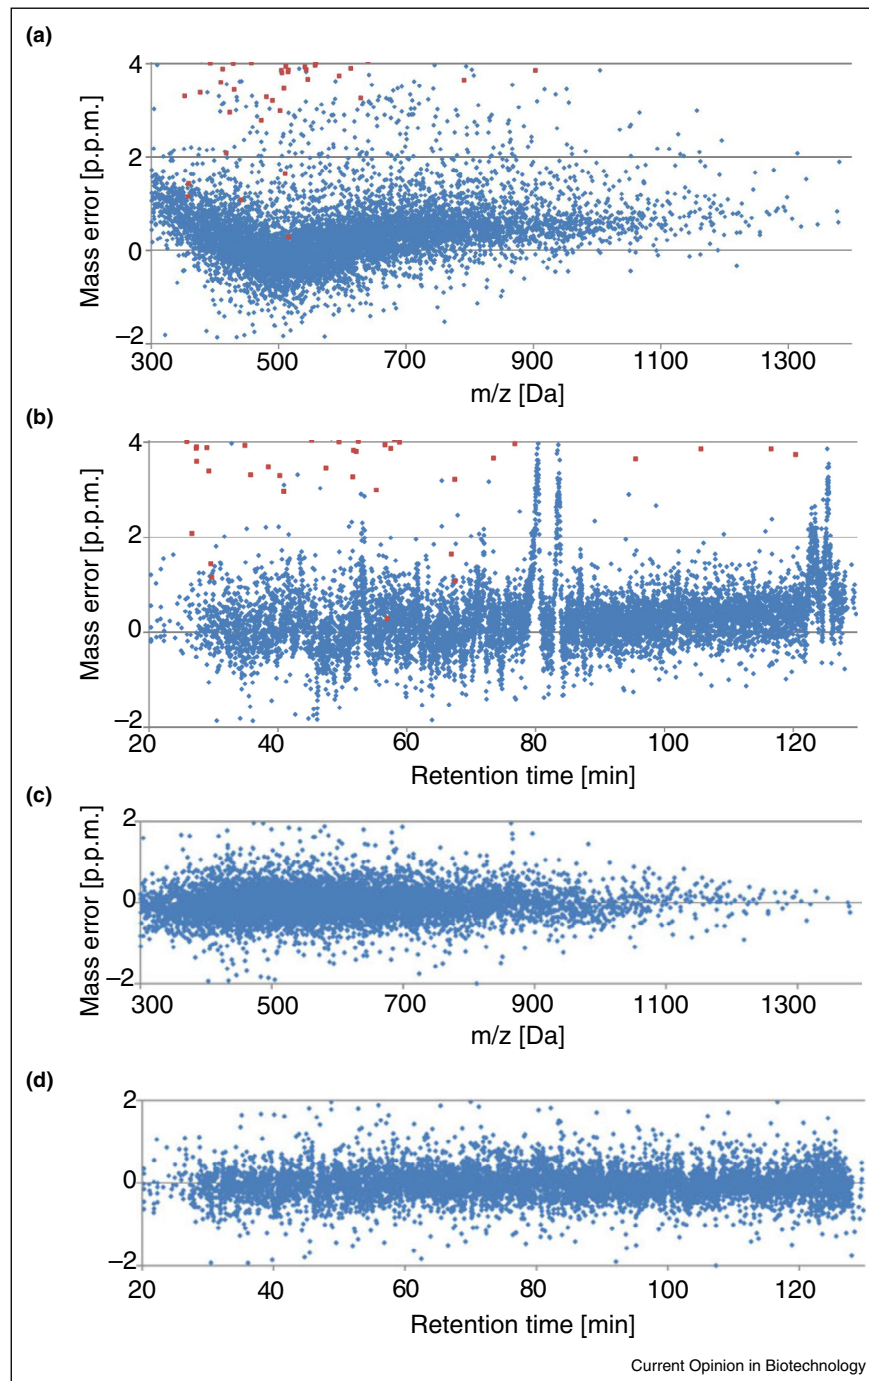 (a)
4
2
0
–2
Mass error [p.p.m.]
300 500 700 900 1100 1300
m/z [Da]
(b)
4
2
0
–2
Mass error [p.p.m.]
20 40 60 80 100 120
Retention time [min]
(c)
2
0
–2
Mass error [p.p.m.]
300 500 700 900 1100 1300
m/z [Da]
(d)
2
0
–2
20 40 60 80 100 120
Retention time [min]
Current Opinion in Biotechnology